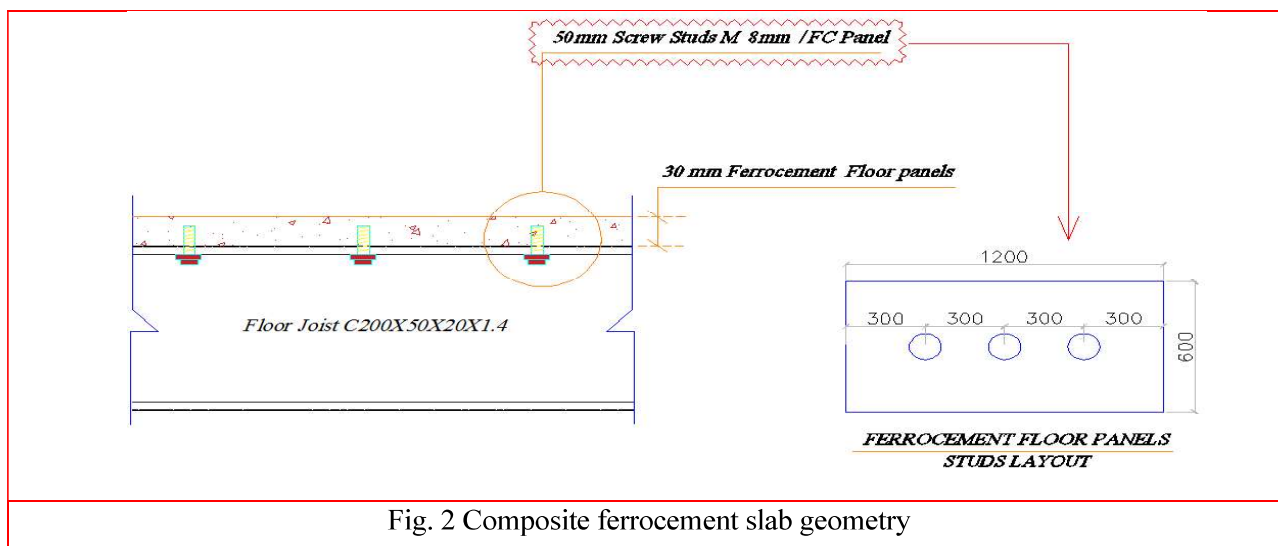 50mm Screw Studs M 8mm /FC Panel
30 mm Ferrocement Floor panels
Floor Joist C200X50X20X1.4
1200
300 300 300 300
600
FERROCEMENT FLOOR PANELS
STUDS LAYOUT
Fig. 2 Composite ferrocement slab geometry